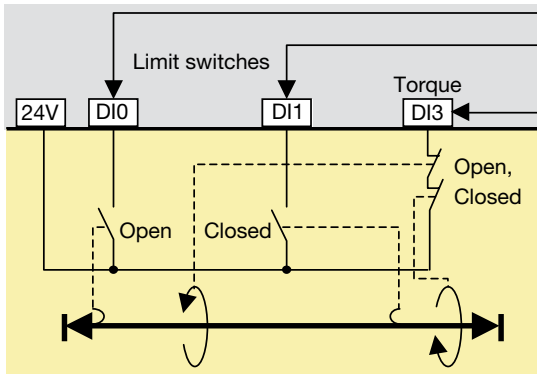 Limit switches
Torque
24V
DI0
DI1
DI3
Open,
Closed
Open
Closed